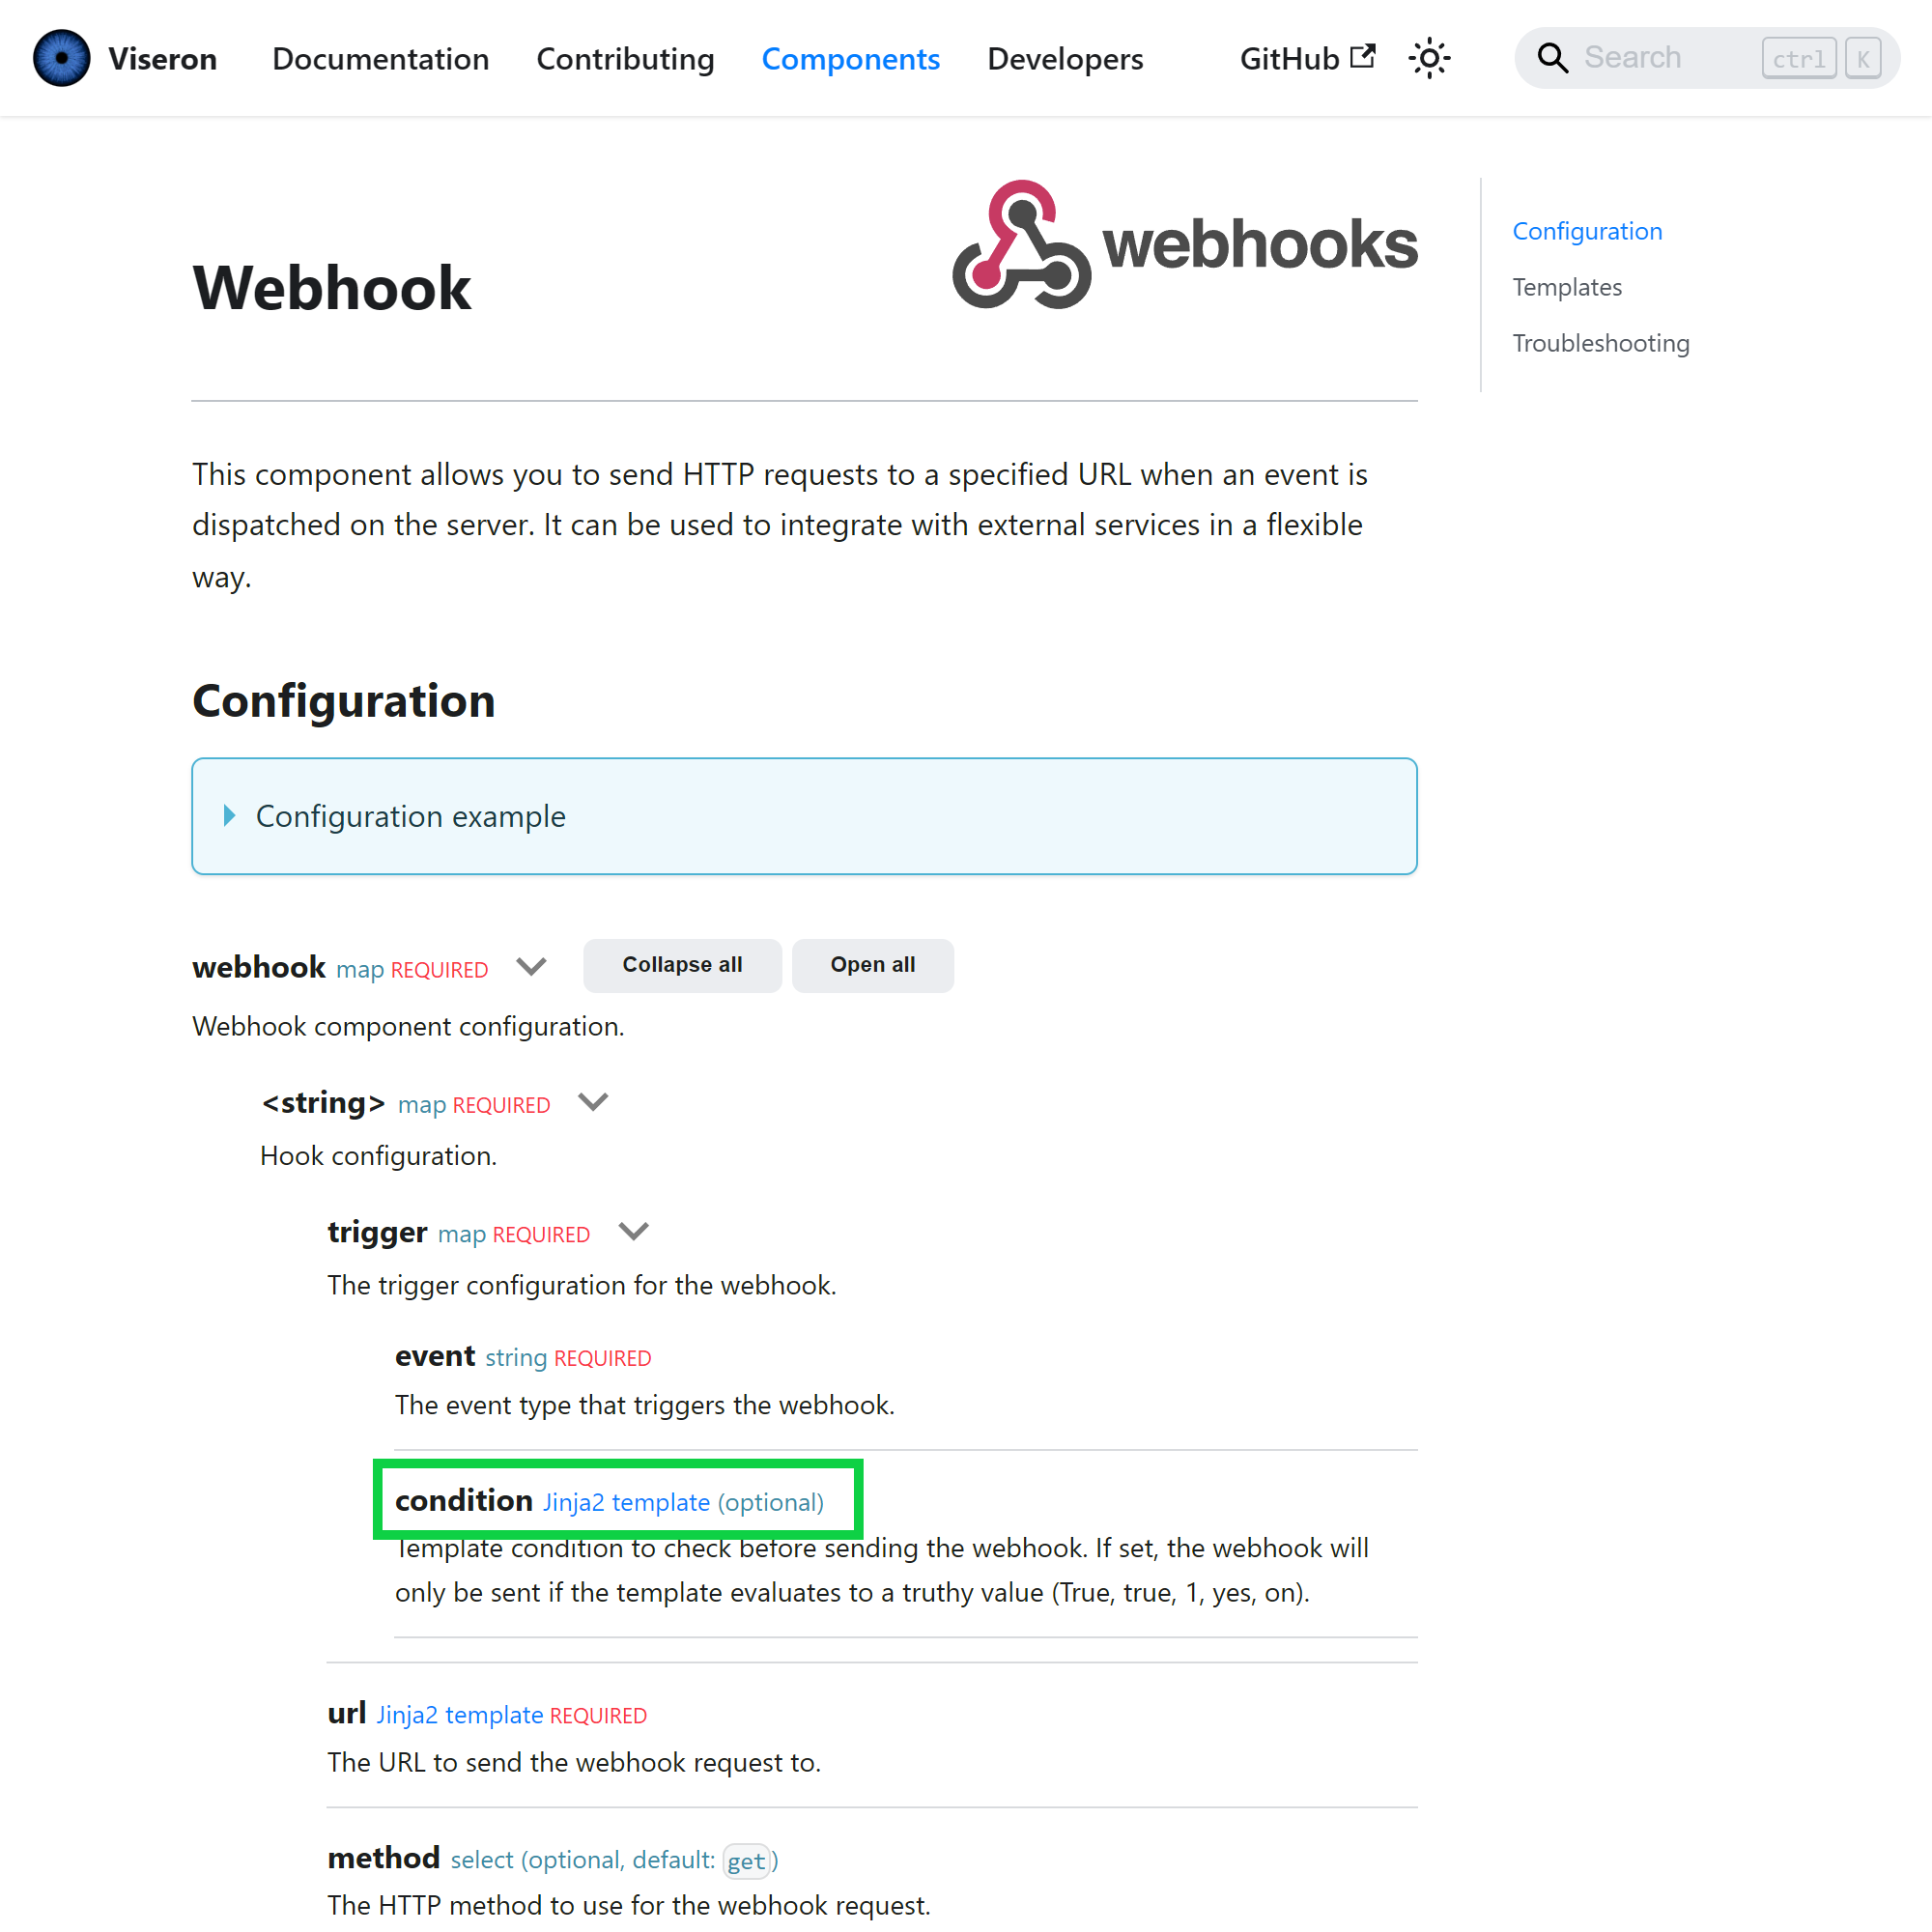 Viseron Documentation Contributing Components Developers GitHub Search ctrl K
webhooks
Webhook
Configuration
Templates
Troubleshooting
This component allows you to send HTTP requests to a specified URL when an event is
dispatched on the server. It can be used to integrate with external services in a flexible
way.
Configuration
Configuration example
webhook map REQUIRED Collapse all Open all
Webhook component configuration.
<string> map REQUIRED
Hook configuration.
trigger map REQUIRED
The trigger configuration for the webhook.
event string REQUIRED
The event type that triggers the webhook.
condition Jinja2 template (optional)
Template condition to check before sending the webhook. If set, the webhook will
only be sent if the template evaluates to a truthy value (True, true, 1, yes, on).
url Jinja2 template REQUIRED
The URL to send the webhook request to.
method select (optional, default: get)
The HTTP method to use for the webhook request.